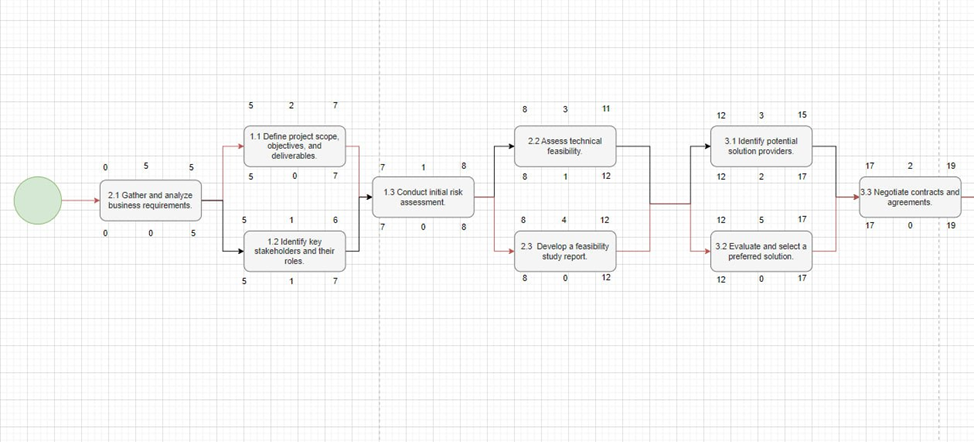 0 5 5
2.1 Gather and analyze
business requirements.
0 0 5
5 2 7
1.1 Define project scope,
objectives, and
deliverables.
5 0 7
5 1 6
1.2 Identify key
stakeholders and their
roles.
5 1 7
7 1 8
1.3 Conduct initial risk
assessment.
7 0 8
8 3 11
2.2 Assess technical
feasibility.
8 1 12
8 4 12
2.3 Develop a feasibility
study report.
8 0 12
12 3 15
3.1 Identify potential
solution providers.
12 2 17
12 5 17
3.2 Evaluate and select a
preferred solution.
12 0 17
17 2 19
3.3 Negotiate contracts and
agreements.
17 0 19